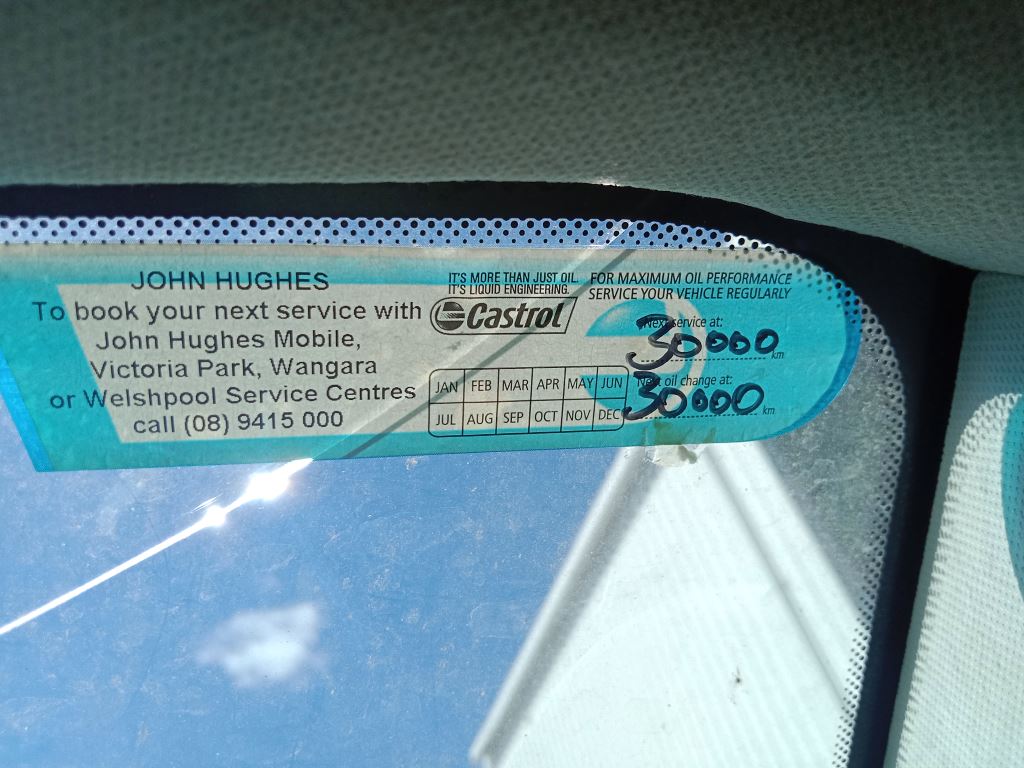 JOHN HUGHES
To book your next service with
John Hughes Mobile,
Victoria Park, Wangara
or Welshpool Service Centres
call (08) 9415 000
IT'S MORE THAN JUST OIL.
IT'S LIQUID ENGINEERING.
Castrol
JAN FEB MAR APR MAY JUN
JUL AUG SEP OCT NOV DEC
FOR MAXIMUM OIL PERFORMANCE
SERVICE YOUR VEHICLE REGULARLY
Next service at:
30000 km
Next oil change at:
30000 km